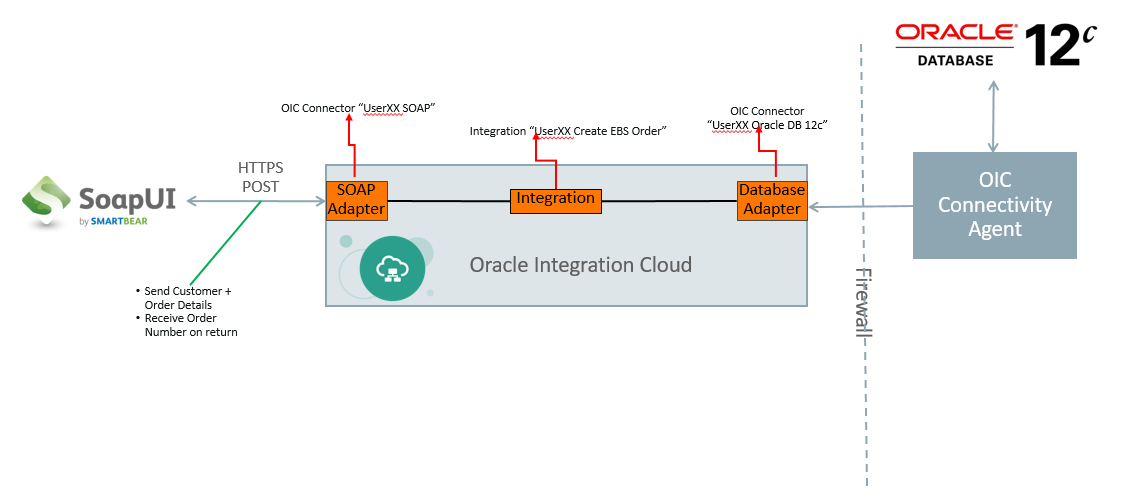 ORACLE®
DATABASE
12c
OIC Connector “UserXX SOAP”
Integration “UserXX Create EBS Order”
OIC Connector
“UserXX Oracle DB 12c”
HTTPS
POST
SoapUI
by SMARTBEAR
SOAP
Adapter
Integration
Database
Adapter
OIC
Connectivity
Agent
Oracle Integration Cloud
Firewall
• Send Customer +
Order Details
• Receive Order
Number on return